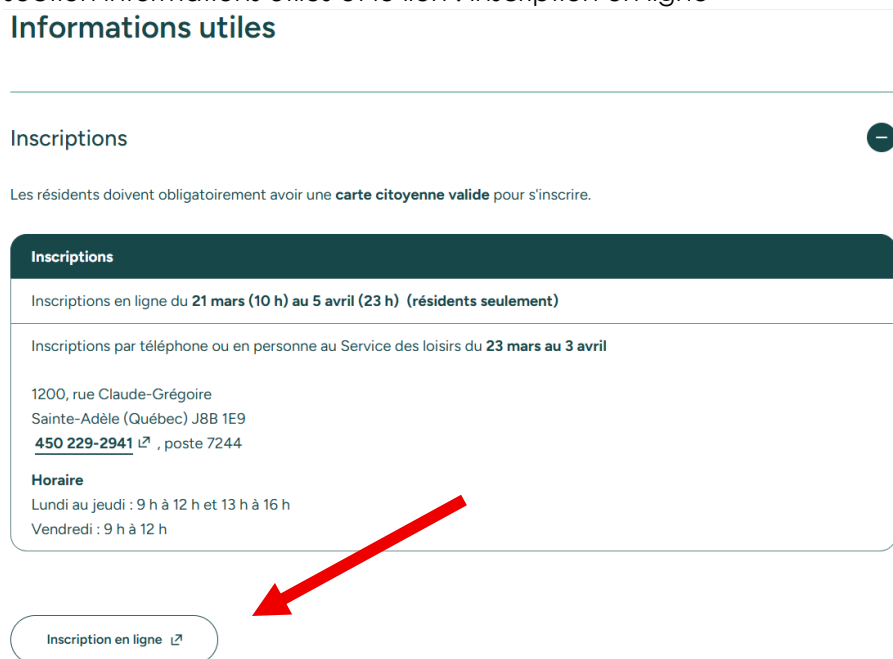 Informations utiles
Inscriptions
Les résidents doivent obligatoirement avoir une carte citoyenne valide pour s'inscrire.
Inscriptions
Inscriptions en ligne du 21 mars (10 h) au 5 avril (23 h) (résidents seulement)
Inscriptions par téléphone ou en personne au Service des loisirs du 23 mars au 3 avril
1200, rue Claude-Grégoire
Sainte-Adèle (Québec) J8B 1E9
450 229-2941 , poste 7244
Horaire
Lundi au jeudi : 9 h à 12 h et 13 h à 16 h
Vendredi : 9 h à 12 h
Inscription en ligne